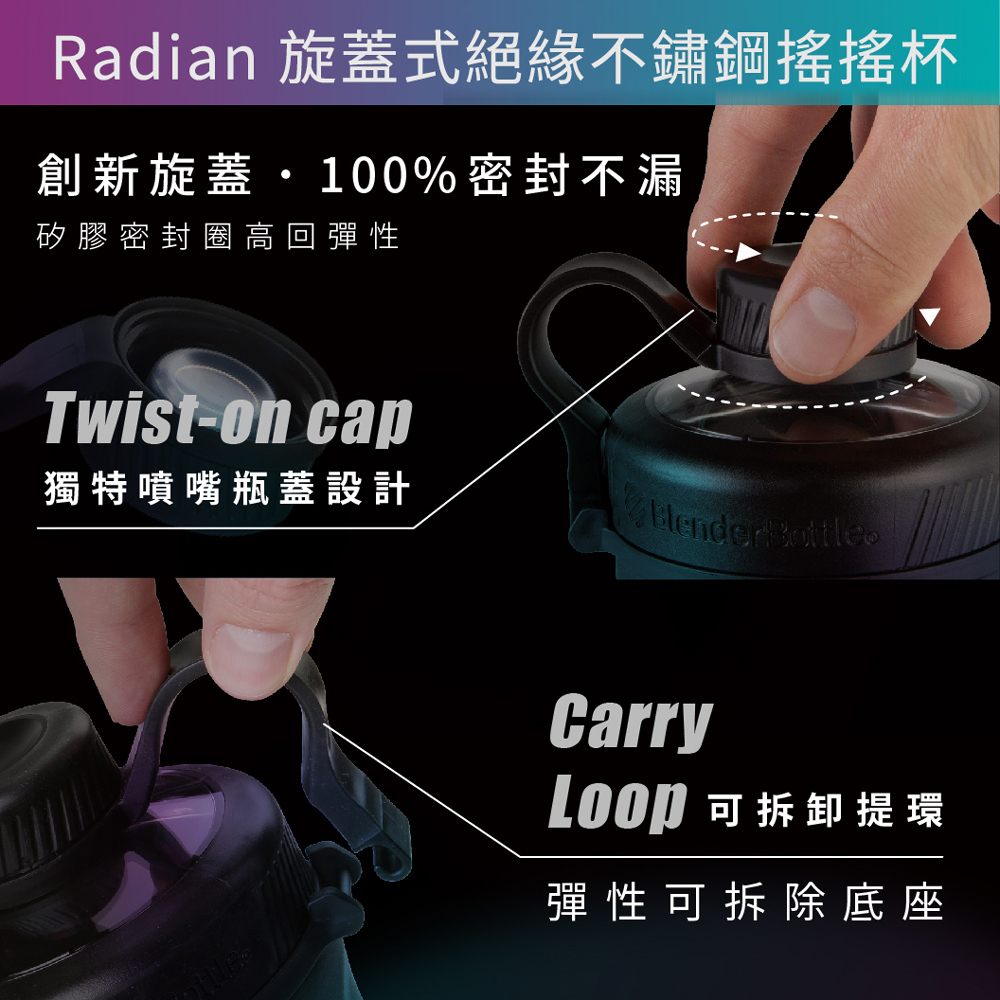 Radian 旋蓋式絕緣不鏽鋼搖搖杯
創新旋蓋・100%密封不漏
矽膠密封圈高回彈性
Twist-on cap
獨特噴嘴瓶蓋設計
BlenderBottle®
Carry
Loop 可拆卸提環
彈性可拆除底座